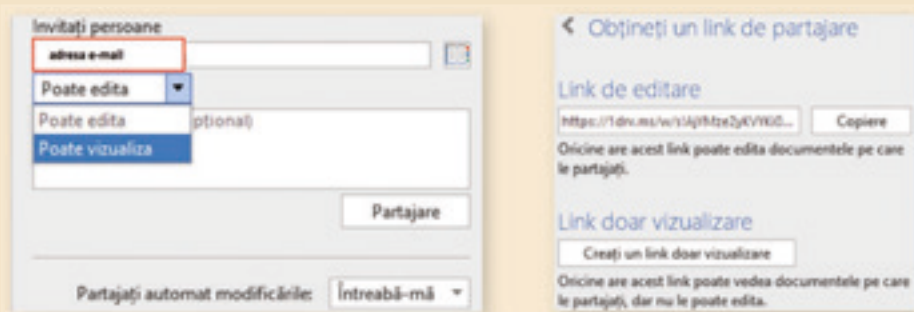 Invitați persoane
adresa e-mail
Poate edita
Poate edita
pțional)
Poate vizualiza
Partajare
Partajați automat modificările:
Întreabă-mă
Obțineți un link de partajare
Link de editare
Copiere
Oricine are acest link poate edita documentele pe care
le partajați.
Link doar vizualizare
Creați un link doar vizualizare
Oricine are acest link poate vedea documentele pe care
le partajați, dar nu le poate edita.